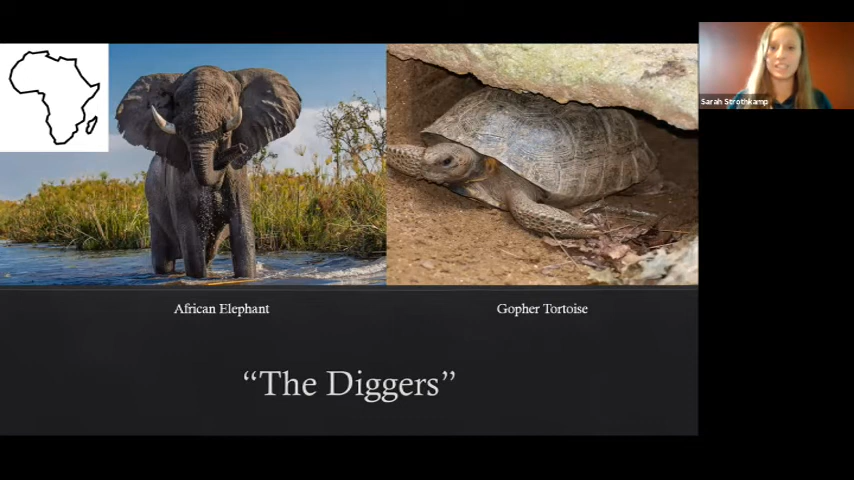 Sarah Strothkamp
African Elephant
Gopher Tortoise
“The Diggers”